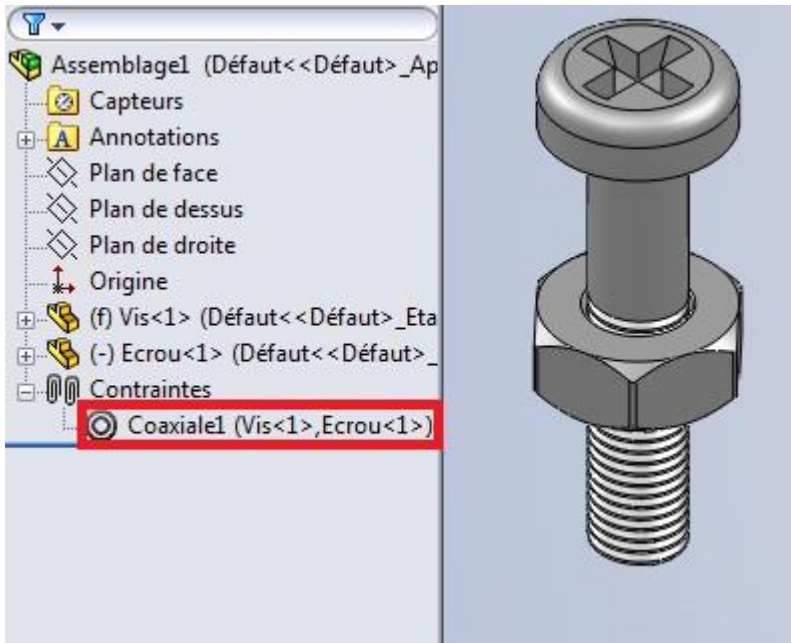 Assemblage1 (Défaut<<Défaut>_Ap
Capteurs
A Annotations
Plan de face
Plan de dessus
Plan de droite
Origine
(f) Vis<1> (Défaut<<Défaut>_Eta
(-) Ecrou<1> (Défaut<<Défaut>_
Contraintes
Coaxiale1 (Vis<1>,Ecrou<1>)